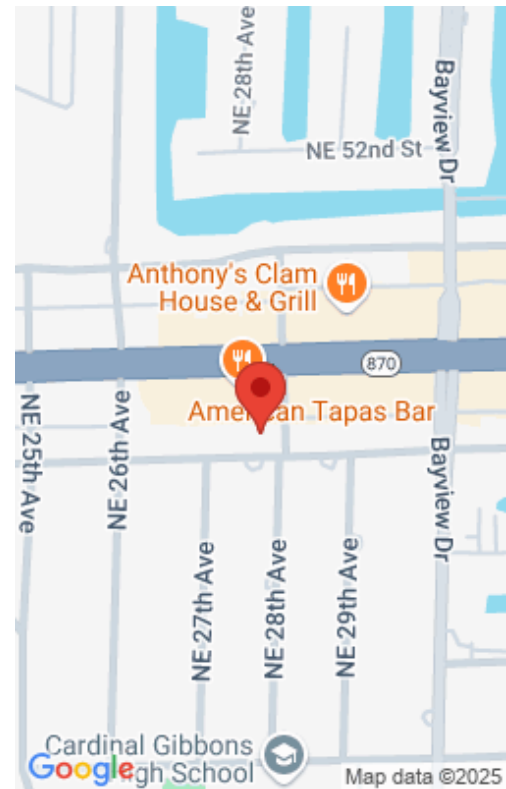 NE 28th Ave
Bayview Dr
NE 52nd St
Anthony's Clam
House & Grill
870
American Tapas Bar
NE 25th Ave
NE 26th Ave
Bayview Dr
NE 27th Ave
NE 28th Ave
NE 29th Ave
Cardinal Gibbons
High School
Google
Map data ©2025